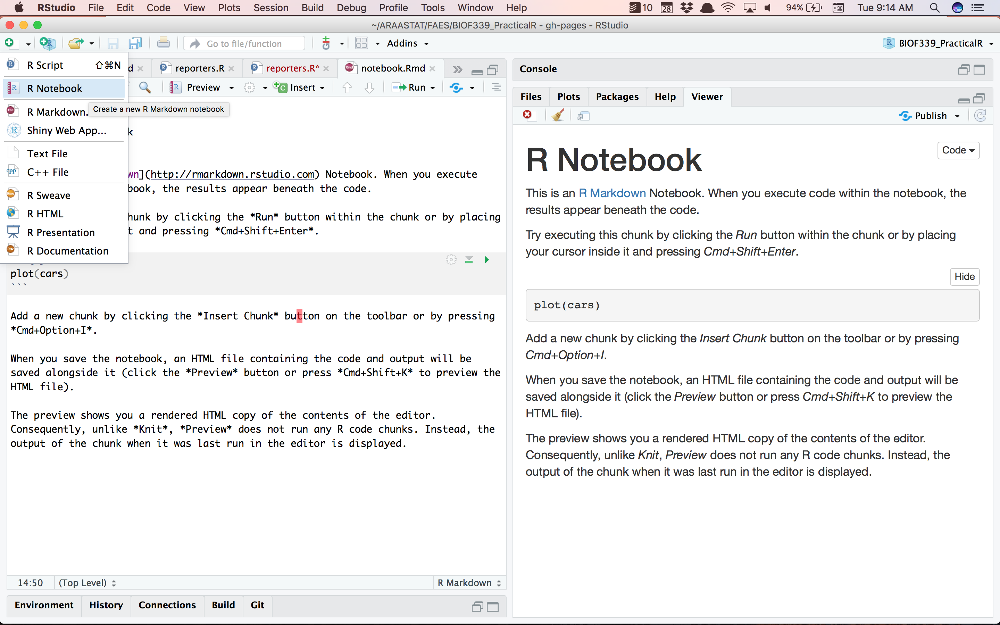 RStudio File Edit Code View Plots Session Build Debug Profile Tools Window Help 10 28 94% Tue 9:14 AM
~/ARAASTAT/FAES/BIOF339_PracticalR - gh-pages - RStudio
Go to file/function Addins BIOF339_PracticalR
R Script ⇧⌘N
R Notebook
R Markdown.
Create a new R Markdown notebook
Shiny Web App...
Text File
C++ File
R Sweave
R HTML
R Presentation
R Documentation
d reporters.R reporters.R* notebook.Rmd
Preview Insert Run
k
wn](http://rmarkdown.rstudio.com) Notebook. When you execute
book, the results appear beneath the code.
hunk by clicking the *Run* button within the chunk or by placing
t and pressing *Cmd+Shift+Enter*.
plot(cars)
```
Add a new chunk by clicking the *Insert Chunk* button on the toolbar or by pressing
*Cmd+Option+I*.
When you save the notebook, an HTML file containing the code and output will be
saved alongside it (click the *Preview* button or press *Cmd+Shift+K* to preview the
HTML file).
The preview shows you a rendered HTML copy of the contents of the editor.
Consequently, unlike *Knit*, *Preview* does not run any R code chunks. Instead, the
output of the chunk when it was last run in the editor is displayed.
14:50 (Top Level) R Markdown
Environment History Connections Build Git
Console
Files Plots Packages Help Viewer
Publish
R Notebook
Code
This is an R Markdown Notebook. When you execute code within the notebook, the
results appear beneath the code.
Try executing this chunk by clicking the Run button within the chunk or by placing
your cursor inside it and pressing Cmd+Shift+Enter.
Hide
plot(cars)
Add a new chunk by clicking the Insert Chunk button on the toolbar or by pressing
Cmd+Option+I.
When you save the notebook, an HTML file containing the code and output will be
saved alongside it (click the Preview button or press Cmd+Shift+K to preview the
HTML file).
The preview shows you a rendered HTML copy of the contents of the editor.
Consequently, unlike Knit, Preview does not run any R code chunks. Instead, the
output of the chunk when it was last run in the editor is displayed.